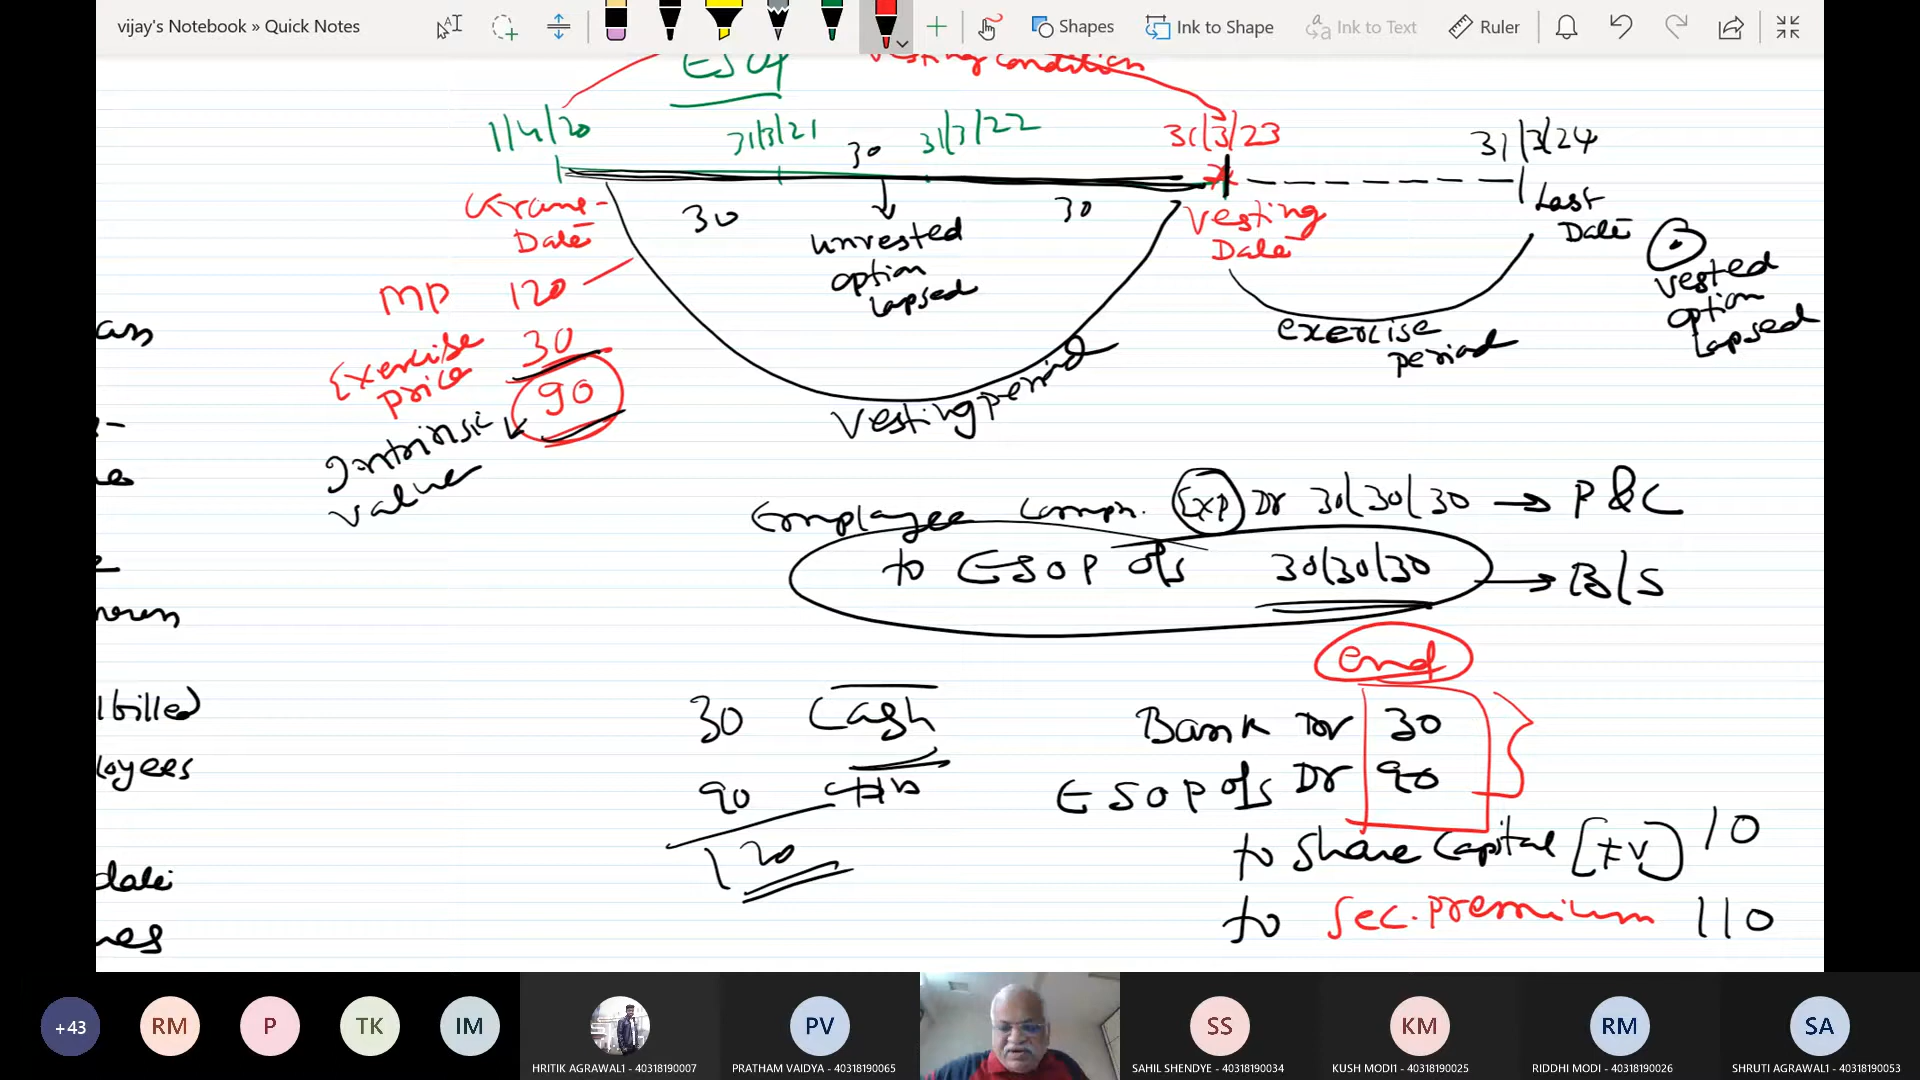 vijay's Notebook » Quick Notes
Shapes
Ink to Shape
Ink to Text
Ruler
ESOP
Vesting condition
1/4/20
31/3/21
30
31/3/22
31/3/23
31/3/24
Grant
Date
30
unvested
option
lapsed
30
Vesting
Date
Last
Date
Vested
option
Lapsed
MP 120
Exercise
price
30
90
Intrinsic
value
exercise
period
Vesting period
Employee Compn. Exp Dr 30/30/30 → P&L
to ESOP o/s 30/30/30 → B/S
end
30 Cash
90
120
Bank Dr 30
ESOP o/s Dr 90
to Share Capital [FV] 10
to Sec. premium 110
+43
RM
P
TK
IM
PV
SS
KM
RM
SA
HRITIK AGRAWAL1 - 40318190007
PRATHAM VAIDYA - 40318190065
SAHIL SHENDYE - 40318190034
KUSH MODI1 - 40318190025
RIDDHI MODI - 40318190026
SHRUTI AGRAWAL1 - 40318190053